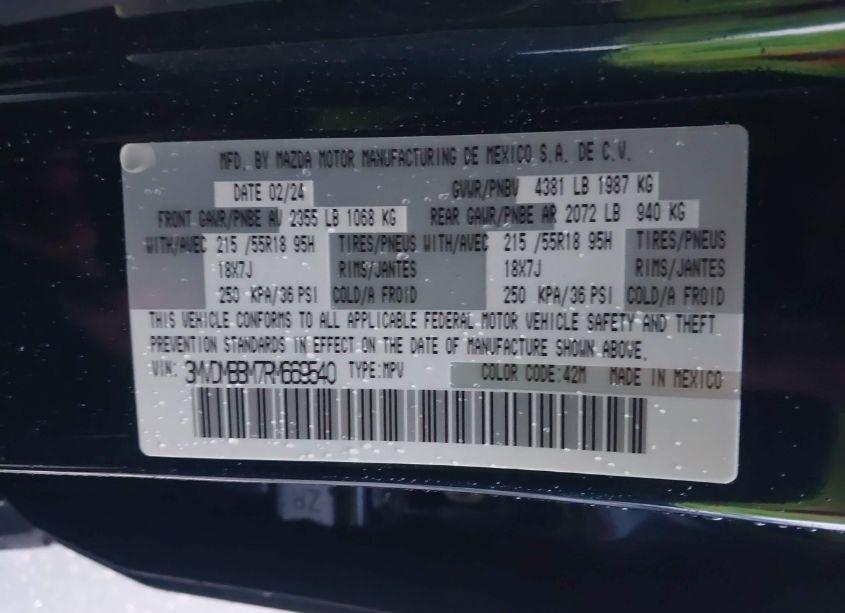 MFD. BY MAZDA MOTOR MANUFACTURING DE MEXICO S.A. DE C.V.
DATE 02/24 GVWR/PNBV 4381 LB 1987 KG
FRONT GAWR/PNBE AV 2355 LB 1068 KG REAR GAWR/PNBE AR 2072 LB 940 KG
WITH/AVEC 215 /55R18 95H TIRES/PNEUS WITH/AVEC 215 /55R18 95H TIRES/PNEUS
18X7J RIMS/JANTES 18X7J RIMS/JANTES
250 KPA/36 PSI COLD/A FROID 250 KPA/36 PSI COLD/A FROID
THIS VEHICLE CONFORMS TO ALL APPLICABLE FEDERAL MOTOR VEHICLE SAFETY AND THEFT
PREVENTION STANDARDS IN EFFECT ON THE DATE OF MANUFACTURE SHOWN ABOVE.
VIN: 3MVDMBBM7RM669540 TYPE:MPV COLOR CODE:42M MADE IN MEXICO